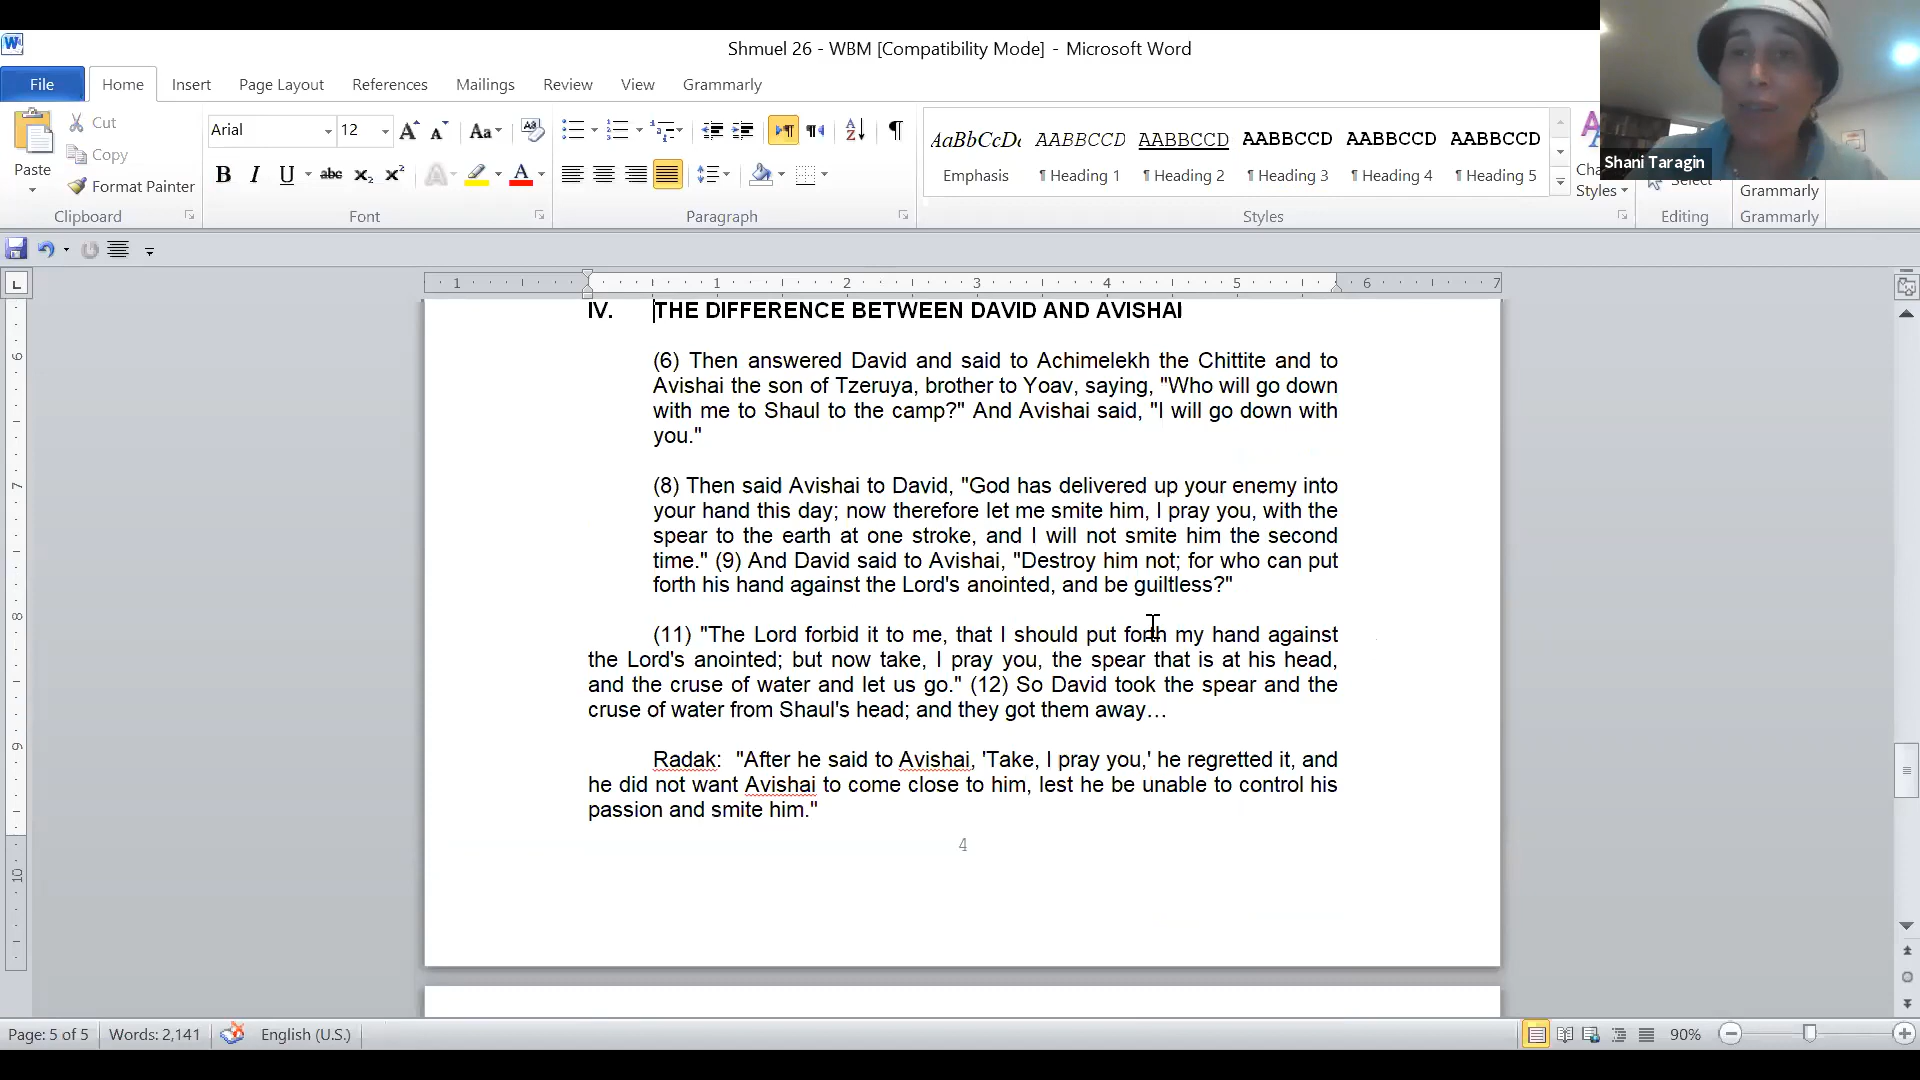 Shmuel 26 - WBM [Compatibility Mode] - Microsoft Word
File Home Insert Page Layout References Mailings Review View Grammarly
Paste
Cut
Copy
Format Painter
Clipboard
Arial 12
Font
Paragraph
AABBCCD AABBCCD AABBCCD AABBCCD AABBCCD
Emphasis ¶ Heading 1 ¶ Heading 2 ¶ Heading 3 ¶ Heading 4 ¶ Heading 5
Styles
Styles
Select
Editing
Grammarly
Grammarly
Shani Taragin
IV. THE DIFFERENCE BETWEEN DAVID AND AVISHAI
(6) Then answered David and said to Achimelekh the Chittite and to
Avishai the son of Tzeruya, brother to Yoav, saying, "Who will go down
with me to Shaul to the camp?" And Avishai said, "I will go down with
you."
(8) Then said Avishai to David, "God has delivered up your enemy into
your hand this day; now therefore let me smite him, I pray you, with the
spear to the earth at one stroke, and I will not smite him the second
time." (9) And David said to Avishai, "Destroy him not; for who can put
forth his hand against the Lord's anointed, and be guiltless?"
(11) "The Lord forbid it to me, that I should put forth my hand against
the Lord's anointed; but now take, I pray you, the spear that is at his head,
and the cruse of water and let us go." (12) So David took the spear and the
cruse of water from Shaul's head; and they got them away…
Radak: "After he said to Avishai, 'Take, I pray you,' he regretted it, and
he did not want Avishai to come close to him, lest he be unable to control his
passion and smite him."
4
Page: 5 of 5 Words: 2,141 English (U.S.) 90%